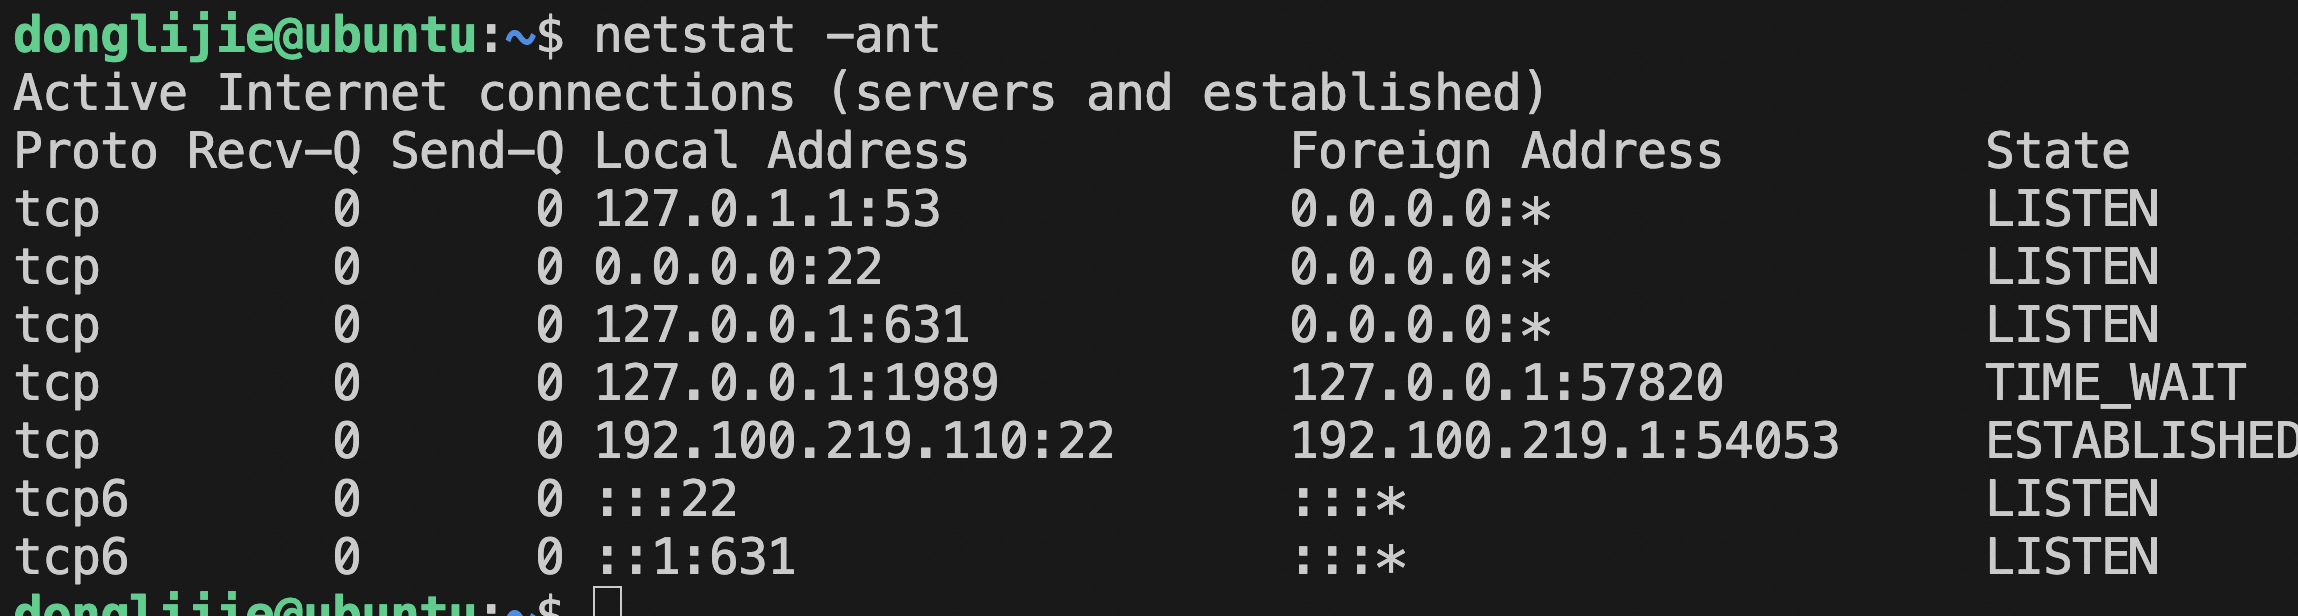 donglijie@ubuntu:~$ netstat -ant
Active Internet connections (servers and established)
Proto Recv-Q Send-Q Local Address           Foreign Address         State
tcp        0      0 127.0.1.1:53            0.0.0.0:*               LISTEN
tcp        0      0 0.0.0.0:22              0.0.0.0:*               LISTEN
tcp        0      0 127.0.0.1:631           0.0.0.0:*               LISTEN
tcp        0      0 127.0.0.1:1989          127.0.0.1:57820         TIME_WAIT
tcp        0      0 192.100.219.110:22      192.100.219.1:54053     ESTABLISHED
tcp6       0      0 :::22                   :::*                    LISTEN
tcp6       0      0 ::1:631                 :::*                    LISTEN
donglijie@ubuntu:~$